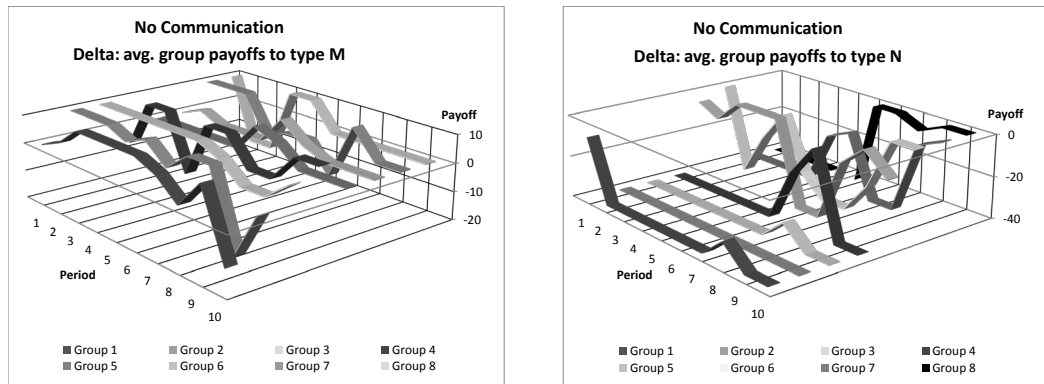 No Communication
Delta: avg. group payoffs to type M
Payoff
10
0
-10
-20
1
2
3
4
5
6
7
8
9
10
Period
Group 1 Group 2 Group 3 Group 4
Group 5 Group 6 Group 7 Group 8
No Communication
Delta: avg. group payoffs to type N
Payoff
0
-20
-40
1
2
3
4
5
6
7
8
9
10
Period
Group 1 Group 2 Group 3 Group 4
Group 5 Group 6 Group 7 Group 8